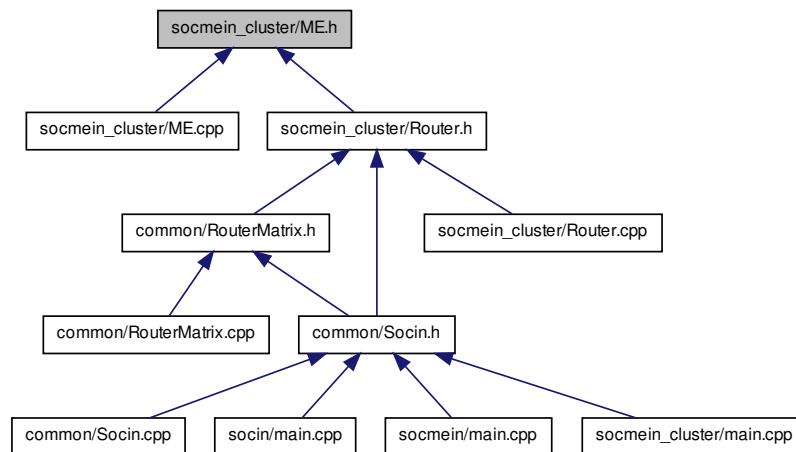 socmein_cluster/ME.h
socmein_cluster/ME.cpp
socmein_cluster/Router.h
common/RouterMatrix.h
socmein_cluster/Router.cpp
common/RouterMatrix.cpp
common/Socin.h
common/Socin.cpp
socin/main.cpp
socmein/main.cpp
socmein_cluster/main.cpp